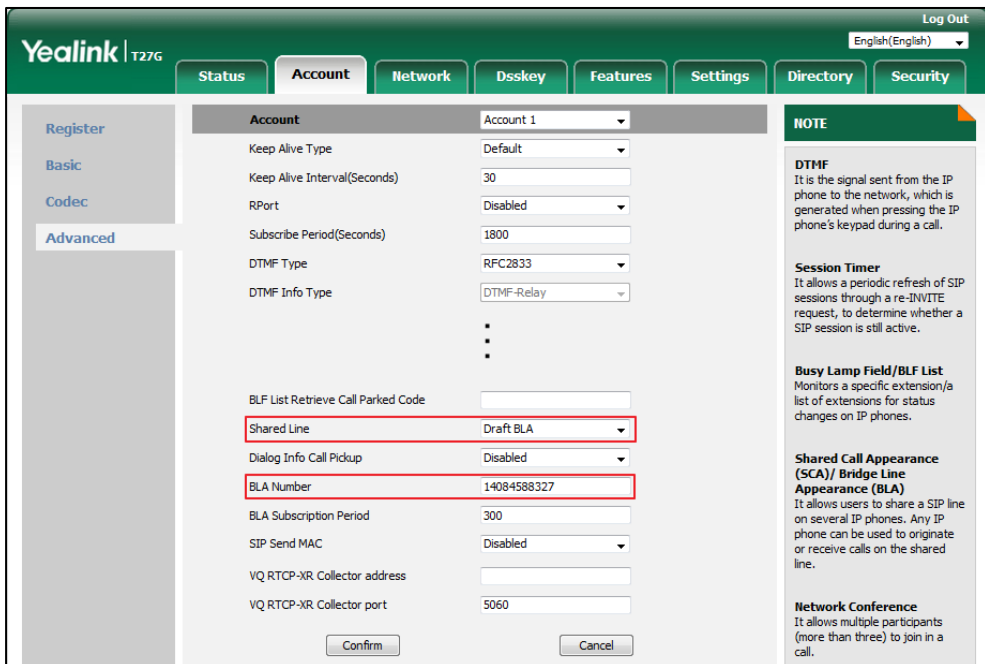 Log Out
Yealink T27G
English(English)
Status Account Network Dsskey Features Settings Directory Security
Register
Basic
Codec
Advanced
Account Account 1
Keep Alive Type Default
Keep Alive Interval(Seconds) 30
RPort Disabled
Subscribe Period(Seconds) 1800
DTMF Type RFC2833
DTMF Info Type DTMF-Relay
BLF List Retrieve Call Parked Code
Shared Line Draft BLA
Dialog Info Call Pickup Disabled
BLA Number 14084588327
BLA Subscription Period 300
SIP Send MAC Disabled
VQ RTCP-XR Collector address
VQ RTCP-XR Collector port 5060
Confirm Cancel
NOTE
DTMF
It is the signal sent from the IP
phone to the network, which is
generated when pressing the IP
phone's keypad during a call.
Session Timer
It allows a periodic refresh of SIP
sessions through a re-INVITE
request, to determine whether a
SIP session is still active.
Busy Lamp Field/BLF List
Monitors a specific extension/a
list of extensions for status
changes on IP phones.
Shared Call Appearance
(SCA)/ Bridge Line
Appearance (BLA)
It allows users to share a SIP line
on several IP phones. Any IP
phone can be used to originate
or receive calls on the shared
line.
Network Conference
It allows multiple participants
(more than three) to join in a
call.